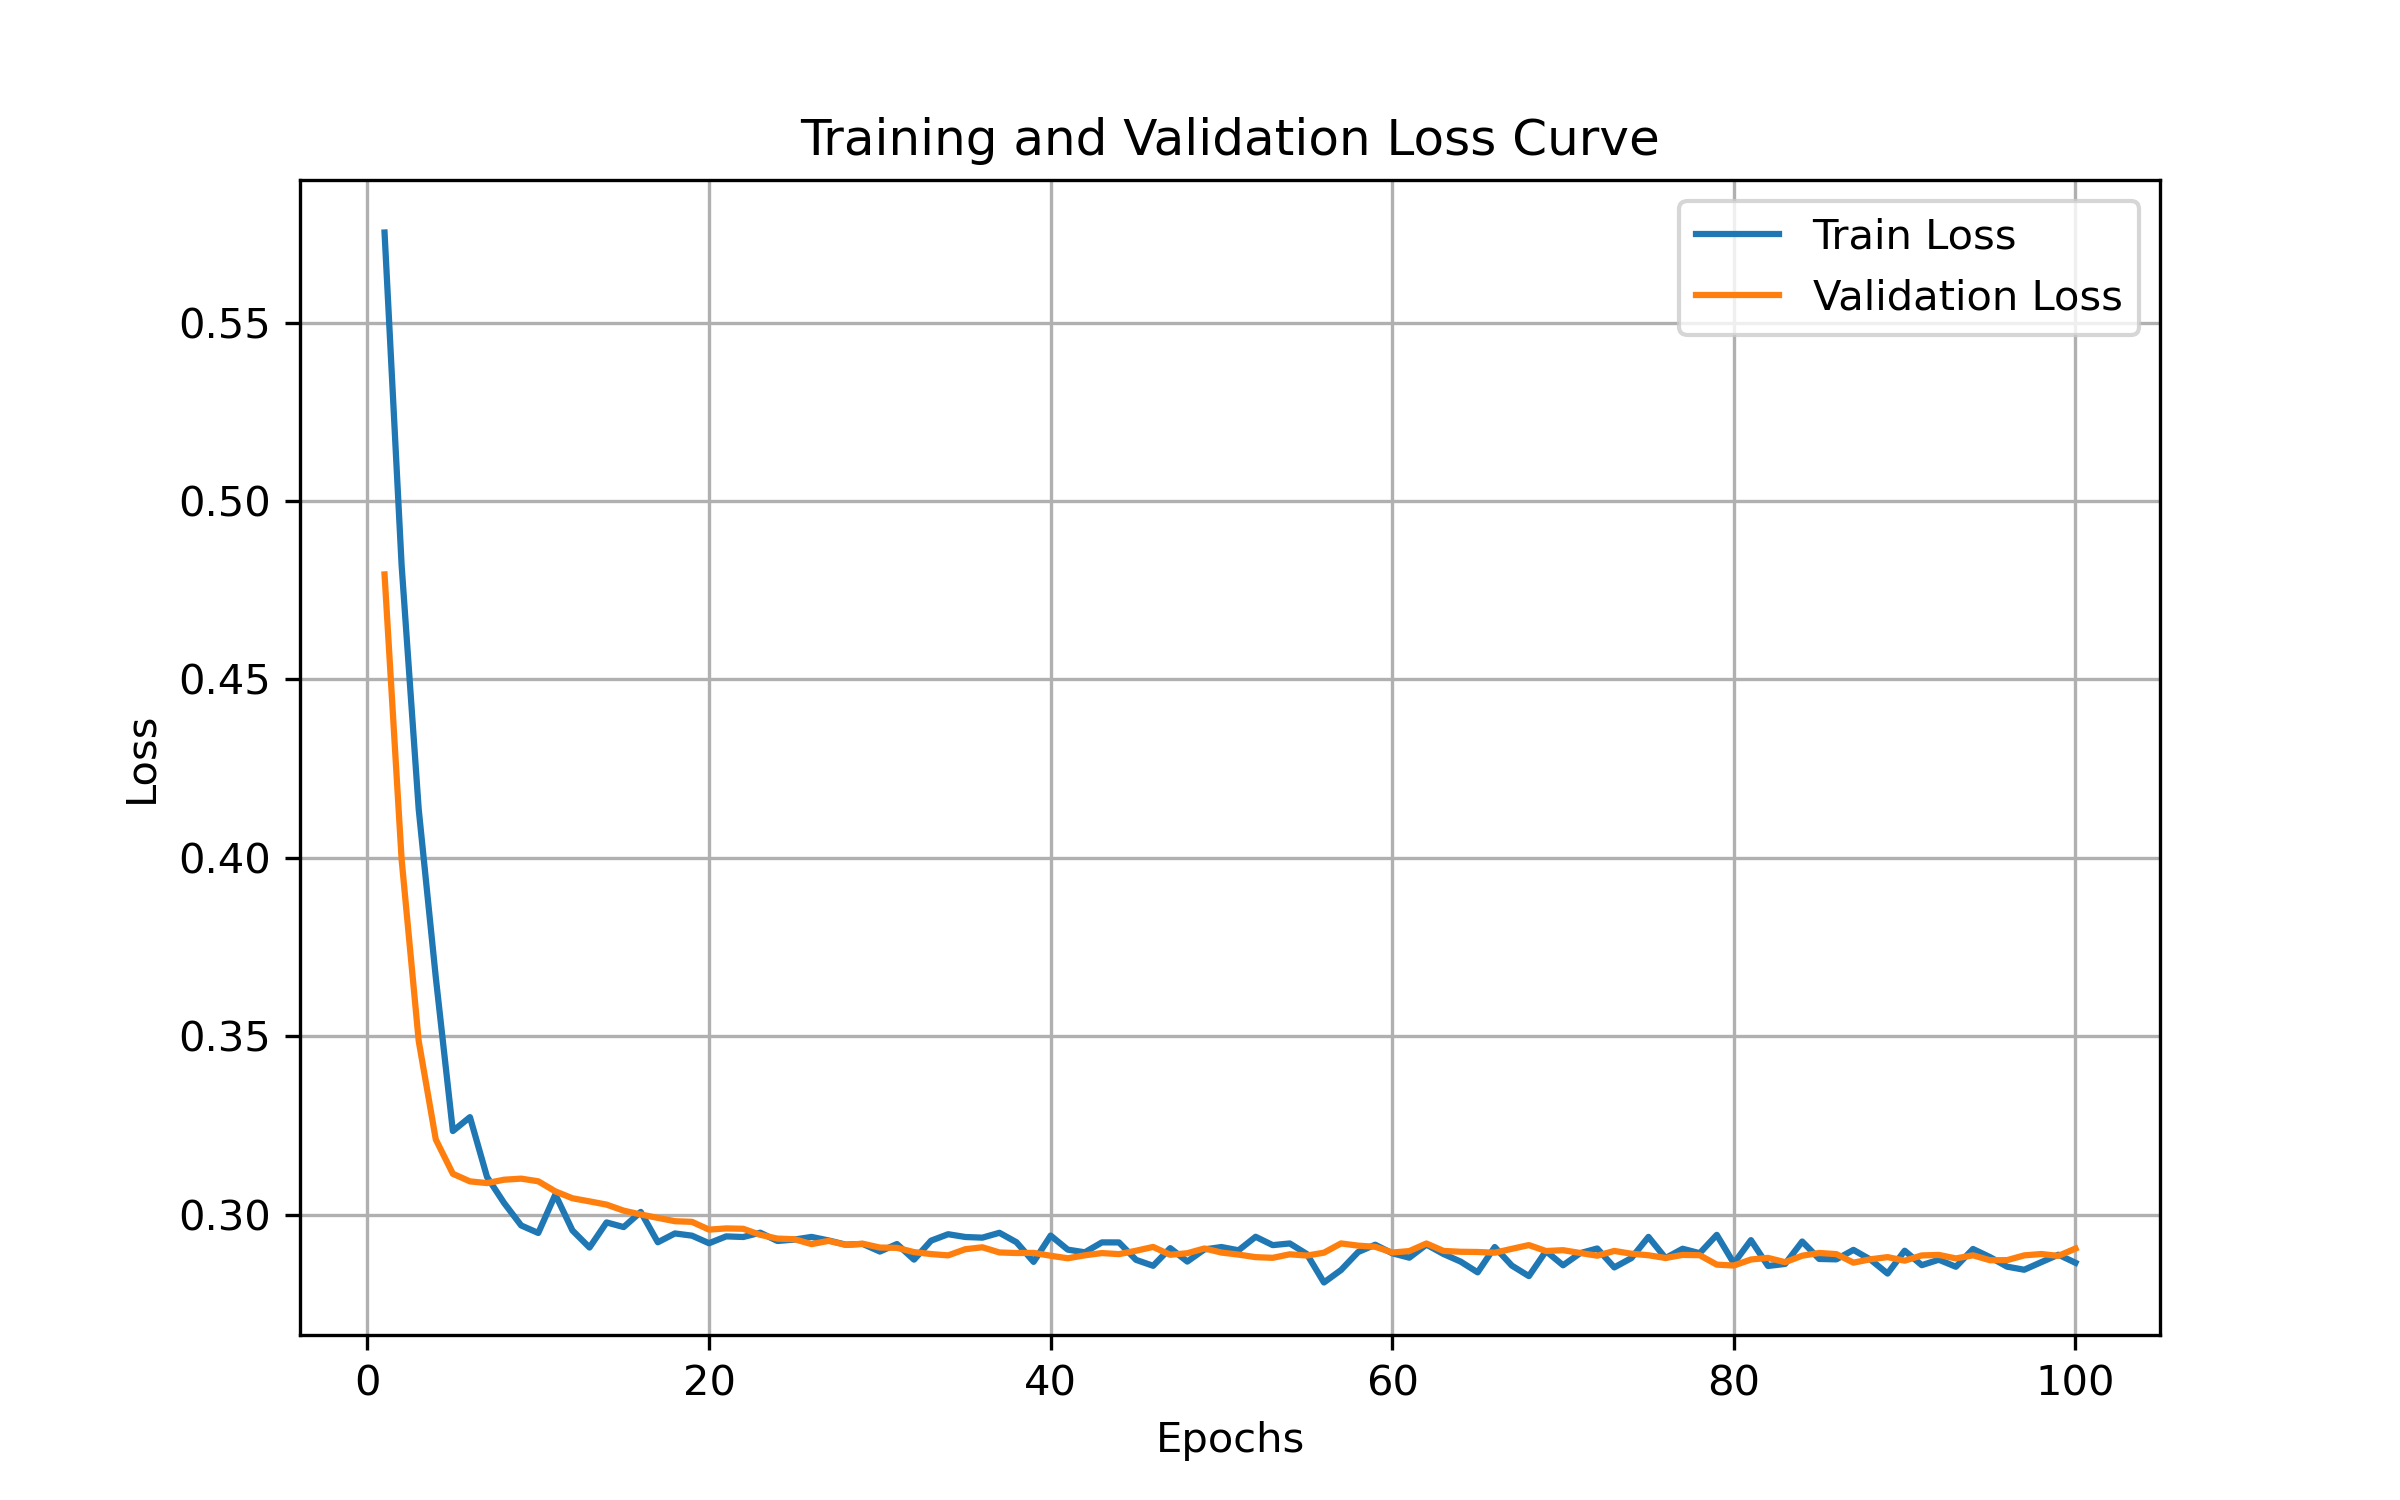 Training and Validation Loss Curve
Train Loss
Validation Loss
0.55
0.50
0.45
0.40
0.35
0.30
Loss
0 20 40 60 80 100
Epochs